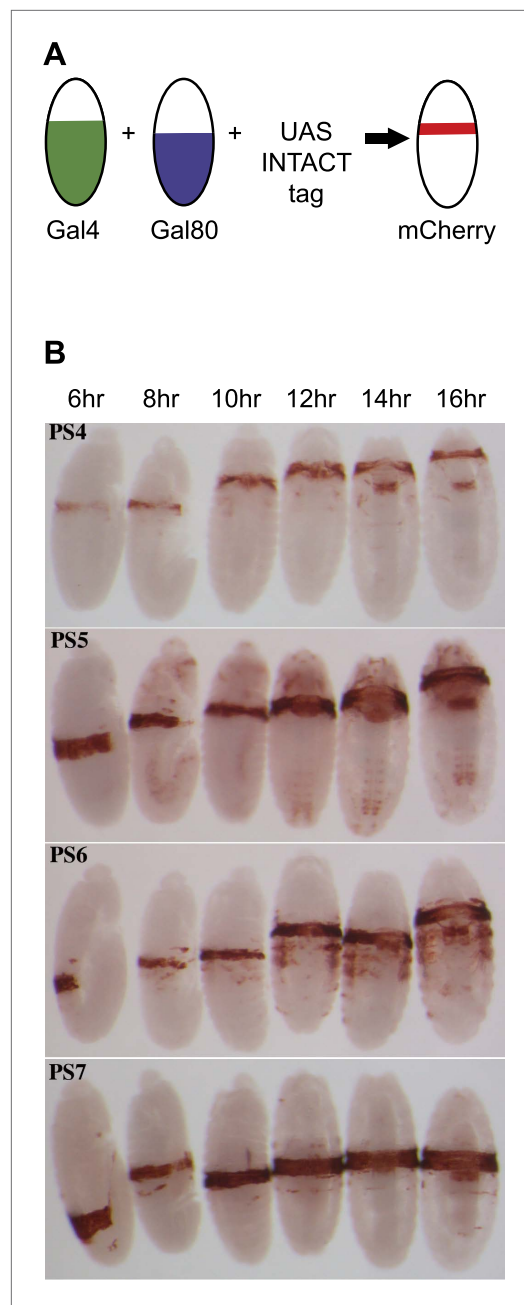 A
+
+
UAS
INTACT
tag
Gal4
Gal80
mCherry
B
6hr 8hr 10hr 12hr 14hr 16hr
PS4
PS5
PS6
PS7